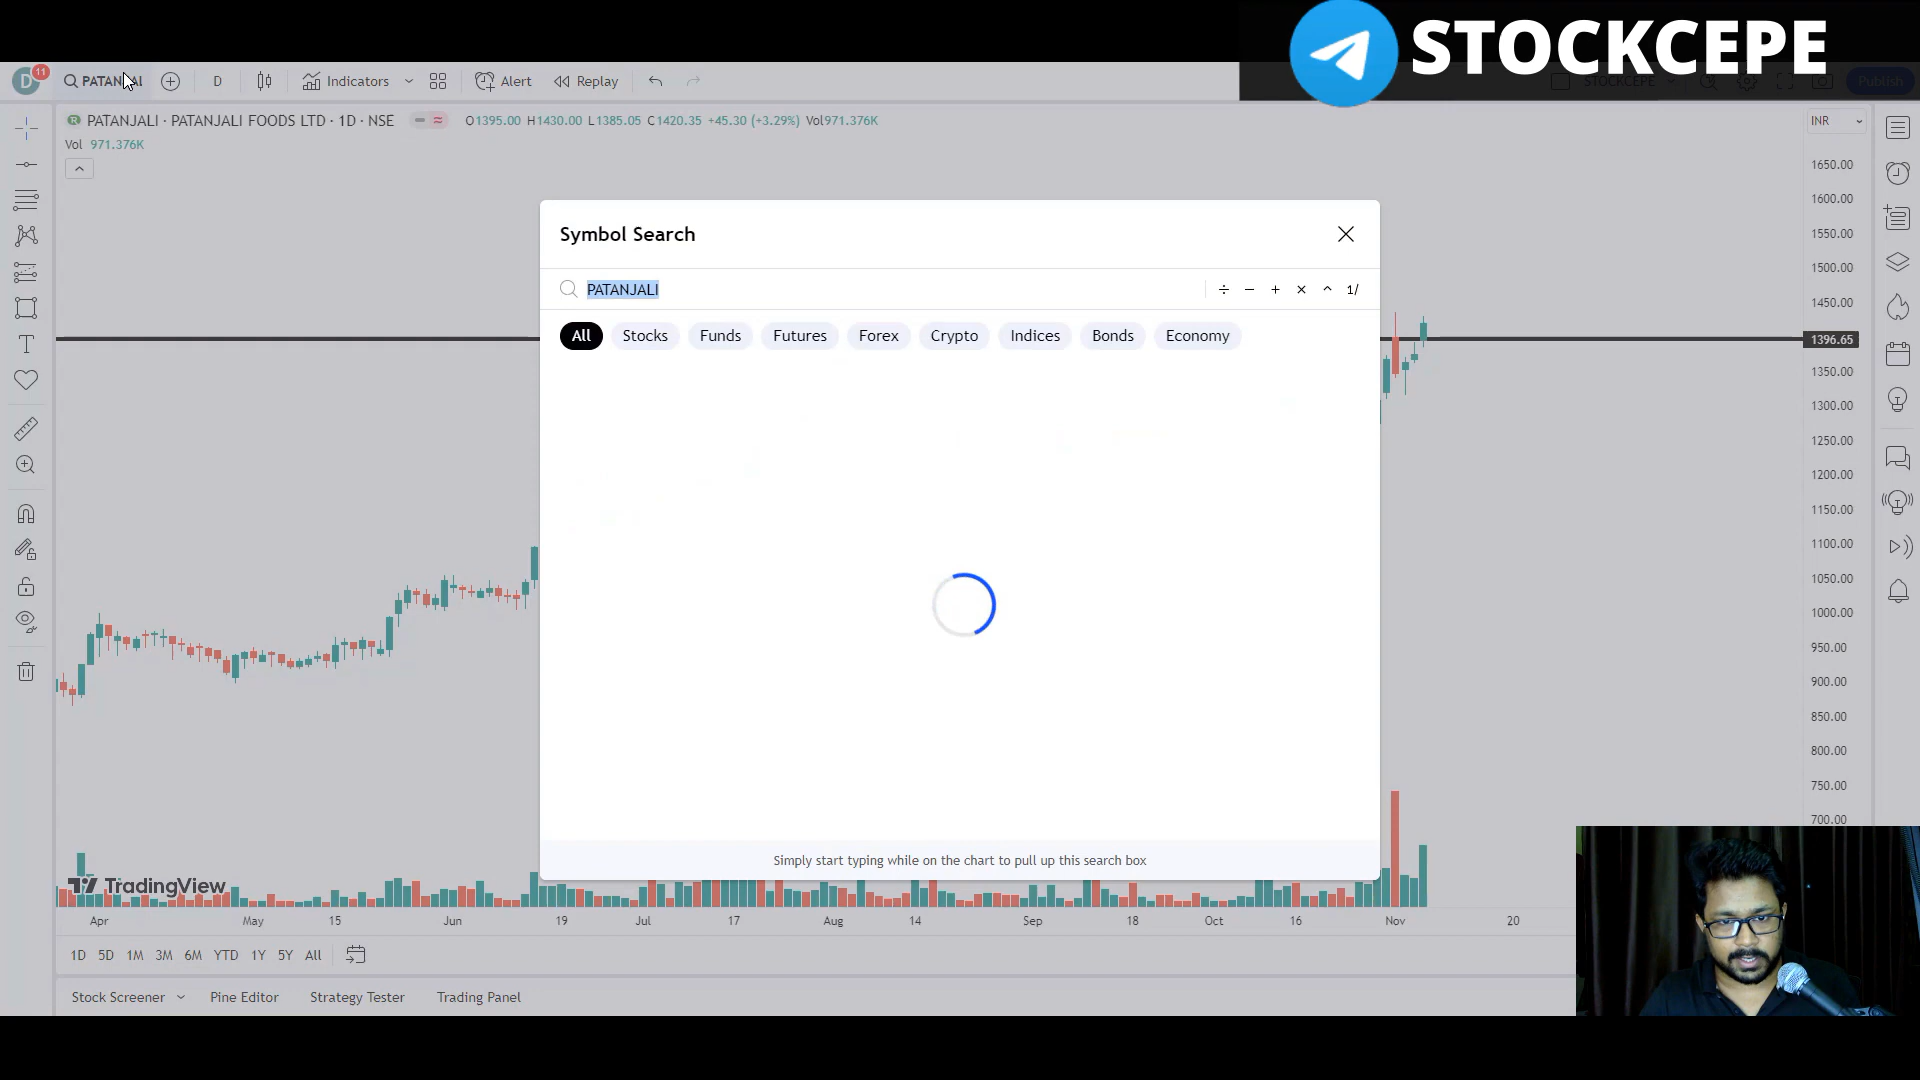 STOCKCEPE
D
11
D
Indicators
Alert
Replay
PATANJALI · PATANJALI FOODS LTD · 1D · NSE
O1395.00 H1430.00 L1385.05 C1420.35 +45.30 (+3.29%) Vol971.376K
INR
Vol 971.376K
Symbol Search
PATANJALI
÷ − + × ^ 1/
All Stocks Funds Futures Forex Crypto Indices Bonds Economy
Simply start typing while on the chart to pull up this search box
1650.00
1600.00
1550.00
1500.00
1450.00
1396.65
1350.00
1300.00
1250.00
1200.00
1150.00
1100.00
1050.00
1000.00
950.00
900.00
850.00
800.00
750.00
700.00
TradingView
Apr May 15 Jun 19 Jul 17 Aug 14 Sep 18 Oct 16 Nov 20
1D 5D 1M 3M 6M YTD 1Y 5Y All
Stock Screener Pine Editor Strategy Tester Trading Panel